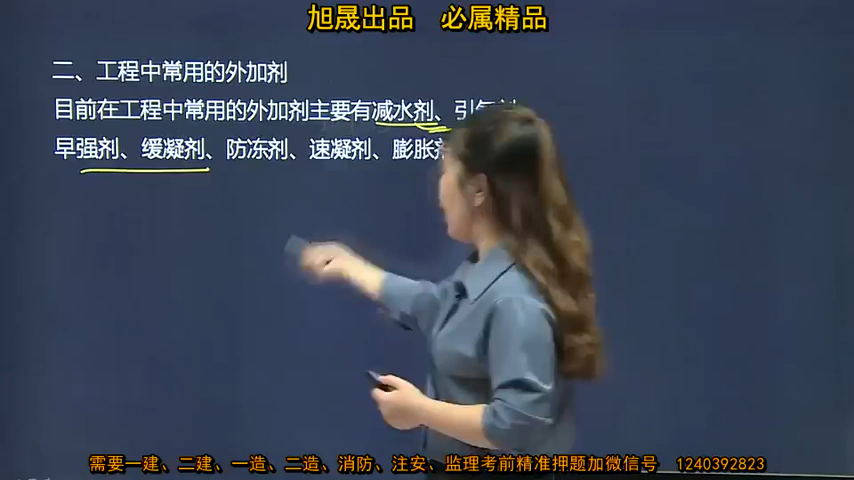 旭晟出品 必属精品
二、工程中常用的外加剂
目前在工程中常用的外加剂主要有减水剂、引气剂
早强剂、缓凝剂、防冻剂、速凝剂、膨胀剂
需要一建、二建、一造、二造、消防、注安、监理考前精准押题加微信号 1240392823